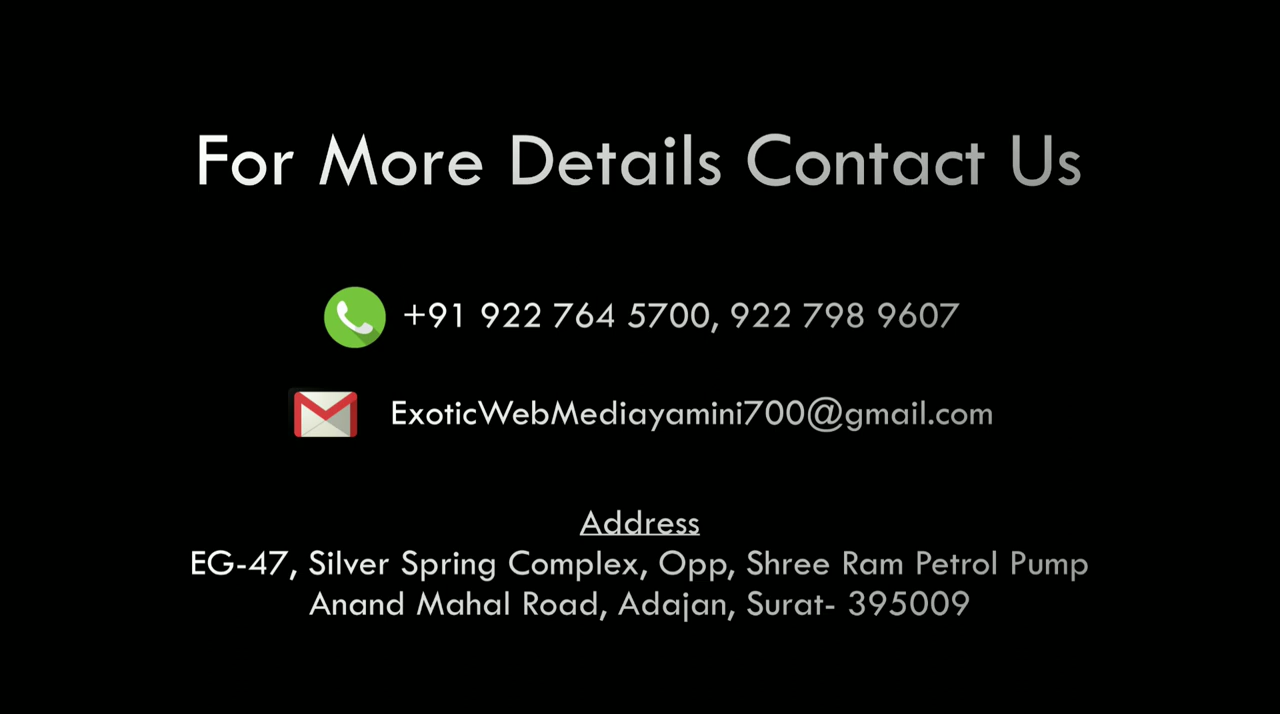 For More Details Contact Us
+91 922 764 5700, 922 798 9607
ExoticWebMediayamini700@gmail.com
Address
EG-47, Silver Spring Complex, Opp, Shree Ram Petrol Pump
Anand Mahal Road, Adajan, Surat- 395009